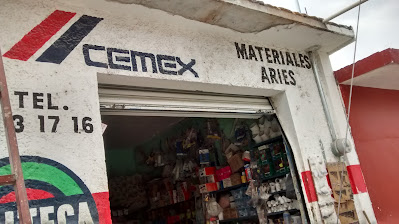 CEMEX
MATERIALES
ARIES
TEL.
3 17 16